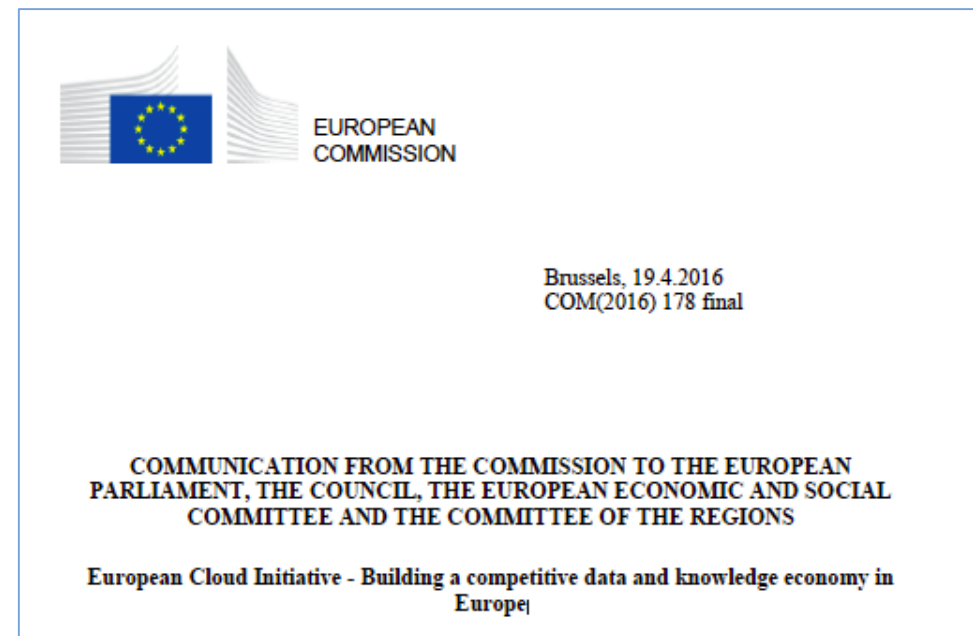 EUROPEAN
COMMISSION
Brussels, 19.4.2016
COM(2016) 178 final
COMMUNICATION FROM THE COMMISSION TO THE EUROPEAN
PARLIAMENT, THE COUNCIL, THE EUROPEAN ECONOMIC AND SOCIAL
COMMITTEE AND THE COMMITTEE OF THE REGIONS
European Cloud Initiative - Building a competitive data and knowledge economy in
Europe